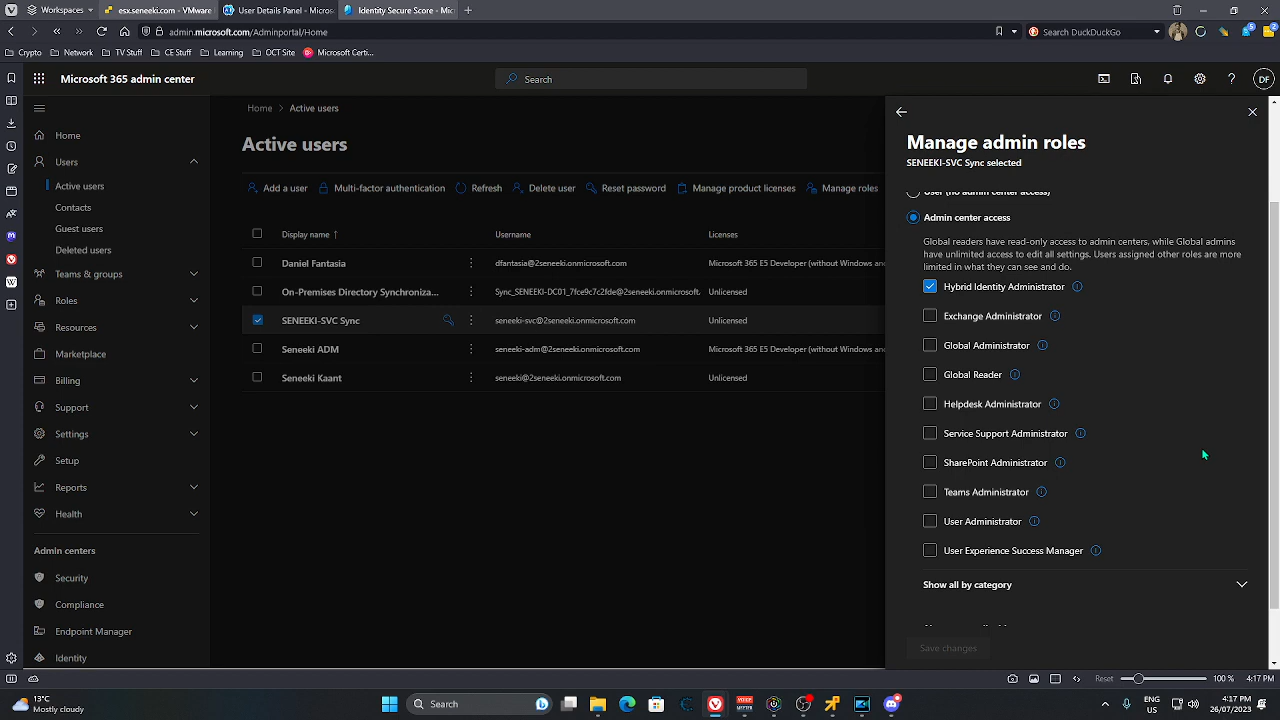 Workspaces
esx.seneeki.com • VMware
User Details Panel - Micros
Identity Secure Score - Mi
admin.microsoft.com/Adminportal/Home
Search DuckDuckGo
5
2
Crypto
Network
TV Stuff
CE Stuff
Learning
OCT Site
Microsoft Certi...
Microsoft 365 admin center
Search
DF
Home
Users
Active users
Contacts
Guest users
Deleted users
Teams & groups
Roles
Resources
Marketplace
Billing
Support
Settings
Setup
Reports
Health
Admin centers
Security
Compliance
Endpoint Manager
Identity
Home > Active users
Active users
Add a user
Multi-factor authentication
Refresh
Delete user
Reset password
Manage product licenses
Manage roles
Display name ↑ Username Licenses
Daniel Fantasia dfantasia@2seneeki.onmicrosoft.com Microsoft 365 E5 Developer (without Windows an
On-Premises Directory Synchroniza... Sync_SENEEKI-DC01_7fce9c7c2fde@2seneeki.onmicrosoft. Unlicensed
SENEEKI-SVC Sync seneeki-svc@2seneeki.onmicrosoft.com Unlicensed
Seneeki ADM seneeki-adm@2seneeki.onmicrosoft.com Microsoft 365 E5 Developer (without Windows an
Seneeki Kaant seneeki@2seneeki.onmicrosoft.com Unlicensed
Manage admin roles
SENEEKI-SVC Sync selected
User (no admin center access)
Admin center access
Global readers have read-only access to admin centers, while Global admins
have unlimited access to edit all settings. Users assigned other roles are more
limited in what they can see and do.
Hybrid Identity Administrator
Exchange Administrator
Global Administrator
Global Reader
Helpdesk Administrator
Service Support Administrator
SharePoint Administrator
Teams Administrator
User Administrator
User Experience Success Manager
Show all by category
Save changes
Reset
100 %
4:17 PM
13°C
Mostly cloudy
Search
ENG
US
4:17 PM
26/07/2023